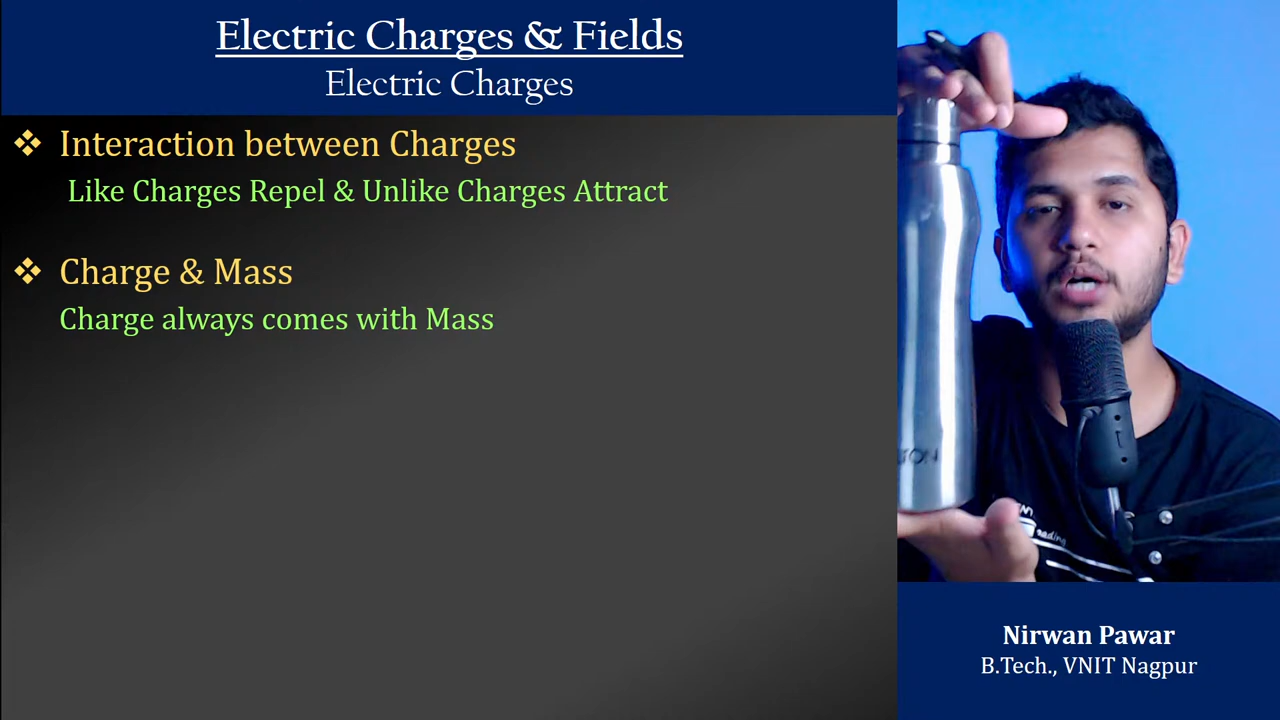 Electric Charges & Fields
Electric Charges
❖ Interaction between Charges
Like Charges Repel & Unlike Charges Attract
❖ Charge & Mass
Charge always comes with Mass
Nirwan Pawar
B.Tech., VNIT Nagpur